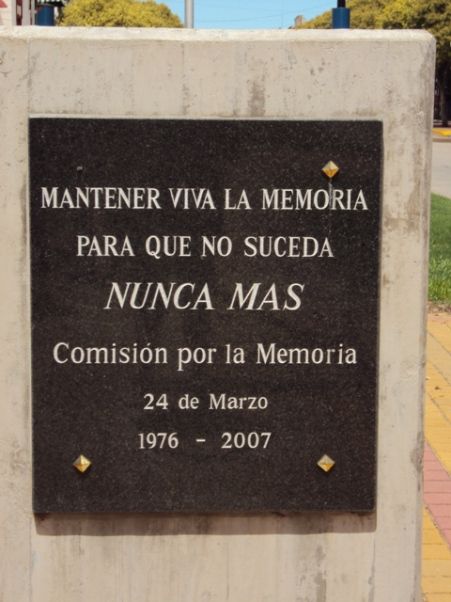 MANTENER VIVA LA MEMORIA
PARA QUE NO SUCEDA
NUNCA MAS
Comisión por la Memoria
24 de Marzo
1976 - 2007